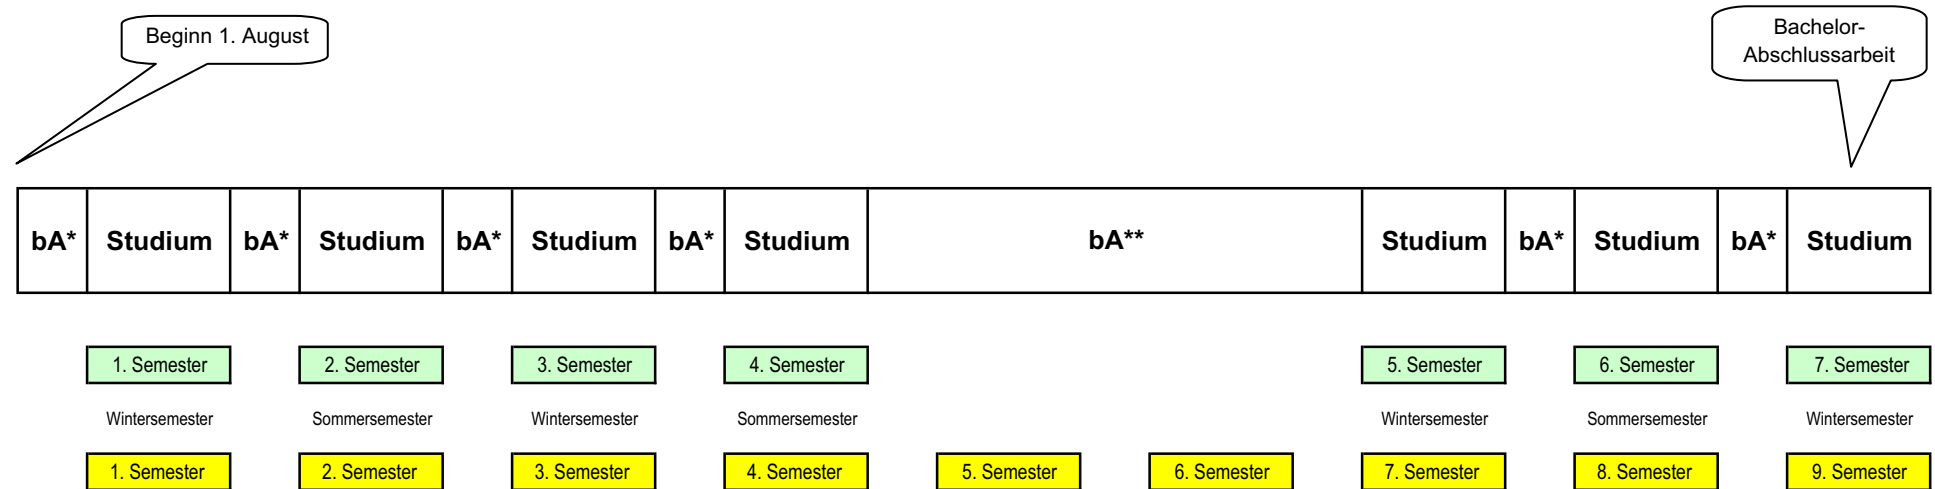 Beginn 1. August
Bachelor-
Abschlussarbeit
bA* Studium bA* Studium bA* Studium bA* Studium bA** Studium bA* Studium bA* Studium
1. Semester 2. Semester 3. Semester 4. Semester 5. Semester 6. Semester 7. Semester
Wintersemester Sommersemester Wintersemester Sommersemester Wintersemester Sommersemester Wintersemester
1. Semester 2. Semester 3. Semester 4. Semester 5. Semester 6. Semester 7. Semester 8. Semester 9. Semester